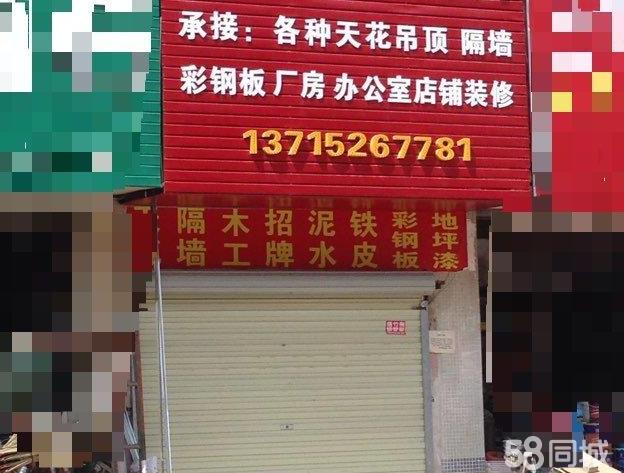 承接：各种天花吊顶 隔墙
彩钢板 厂房 办公室店铺装修
13715267781
隔墙 木工 招牌 泥水 铁皮 彩钢板 地坪漆
58同城